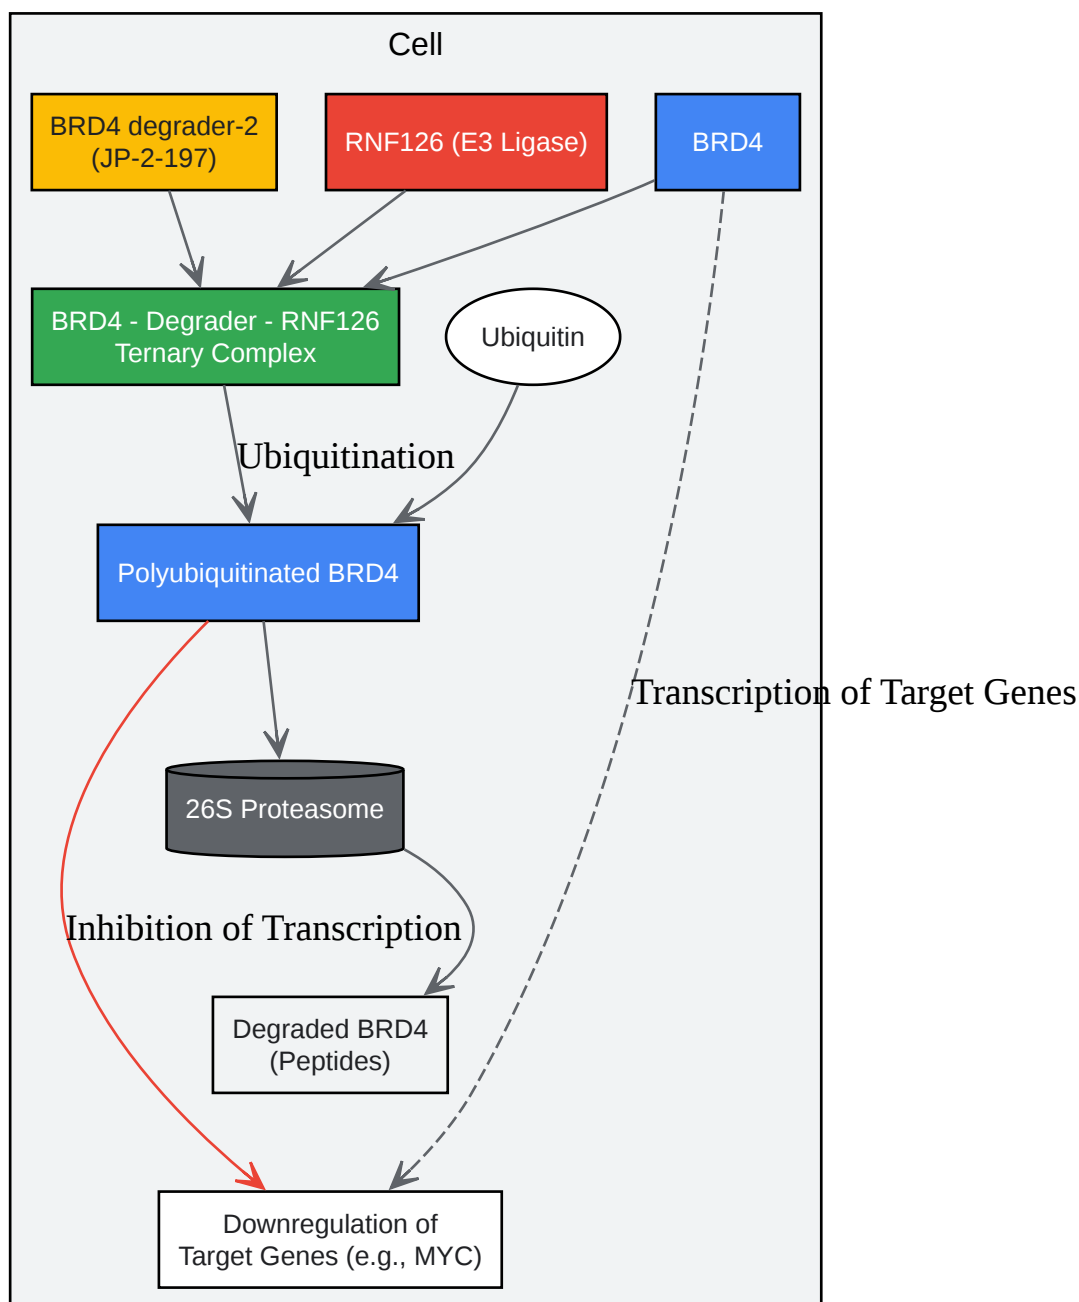 Cell
BRD4 degrader-2
(JP-2-197)
RNF126 (E3 Ligase)
BRD4
BRD4 - Degrader - RNF126
Ternary Complex
Ubiquitin
Ubiquitination
Polyubiquitinated BRD4
Transcription of Target Genes
26S Proteasome
Inhibition of Transcription
Degraded BRD4
(Peptides)
Downregulation of
Target Genes (e.g., MYC)